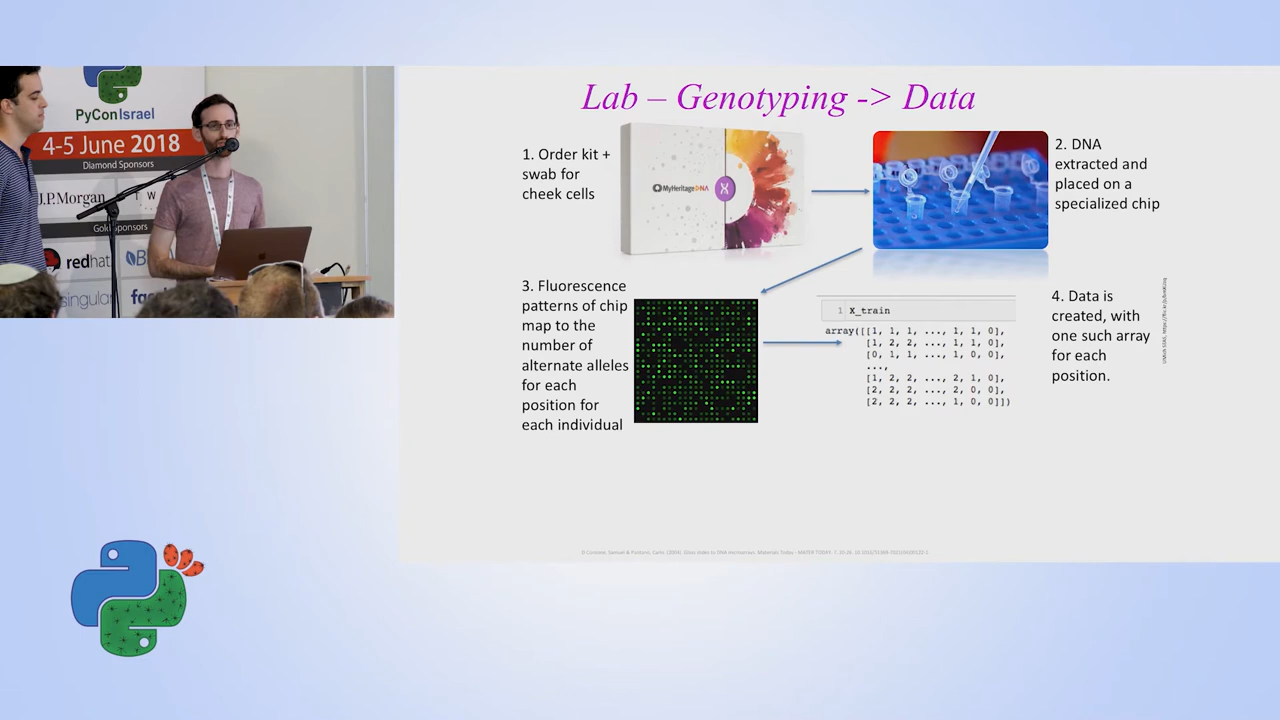 PyConIsrael
4-5 June 2018
Diamond Sponsors
J.P.Morgan
W
Gold Sponsors
redhat
singular
Lab – Genotyping -> Data
1. Order kit +
swab for
cheek cells
MyHeritageDNA
2. DNA
extracted and
placed on a
specialized chip
3. Fluorescence
patterns of chip
map to the
number of
alternate alleles
for each
position for
each individual
1 X_train
array([[1, 1, 1, ..., 1, 1, 0],
[1, 2, 2, ..., 1, 1, 0],
[0, 1, 1, ..., 1, 0, 0],
...,
[1, 2, 2, ..., 2, 1, 0],
[2, 2, 2, ..., 2, 0, 0],
[2, 2, 2, ..., 1, 0, 0]])
4. Data is
created, with
one such array
for each
position.